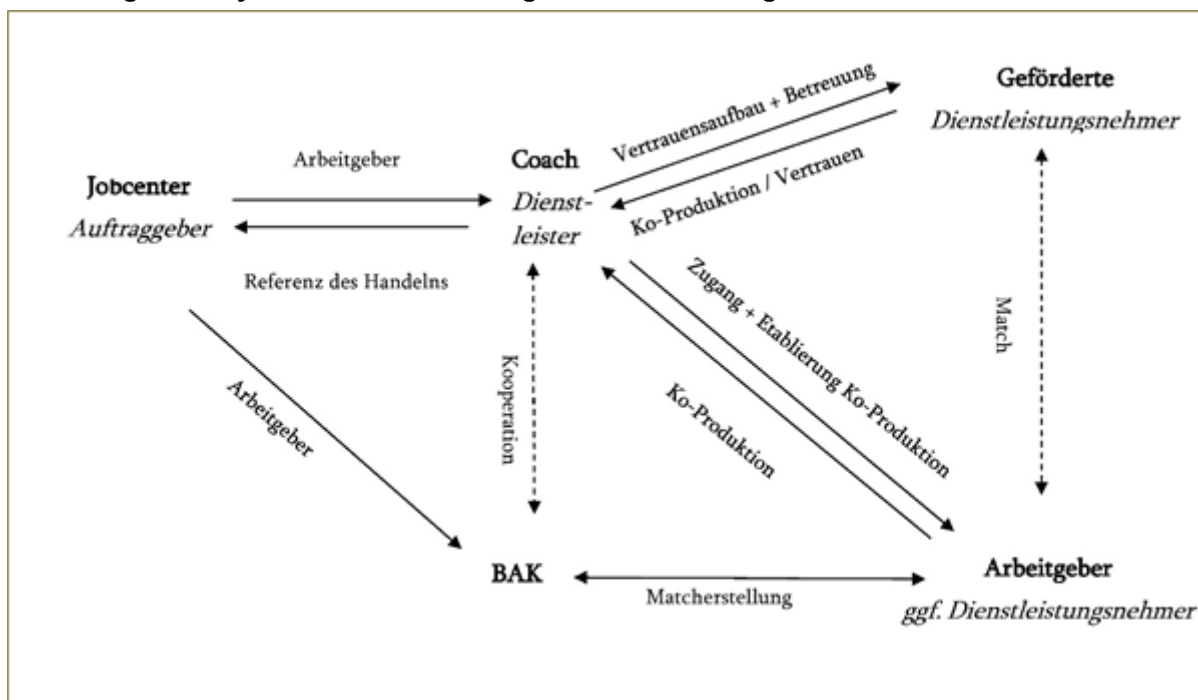 Geförderte
Dienstleistungsnehmer
Vertrauensaufbau + Betreuung
Ko-Produktion / Vertrauen
Arbeitgeber
Coach
Dienst-
leister
Jobcenter
Auftraggeber
Referenz des Handelns
Zugang + Etablierung Ko-Produktion
Ko-Produktion
Match
Kooperation
Arbeitgeber
BAK
Matcherstellung
Arbeitgeber
ggf. Dienstleistungsnehmer